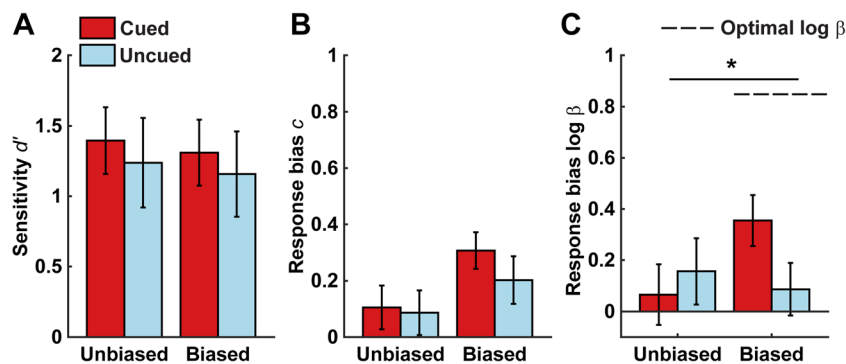 A
Cued
Uncued
Sensitivity d'
2
1.5
1
0.5
0
Unbiased Biased
B
Response bias c
1
0.8
0.6
0.4
0.2
0
Unbiased Biased
C
Optimal log β
*
Response bias log β
1
0.8
0.6
0.4
0.2
0
Unbiased Biased